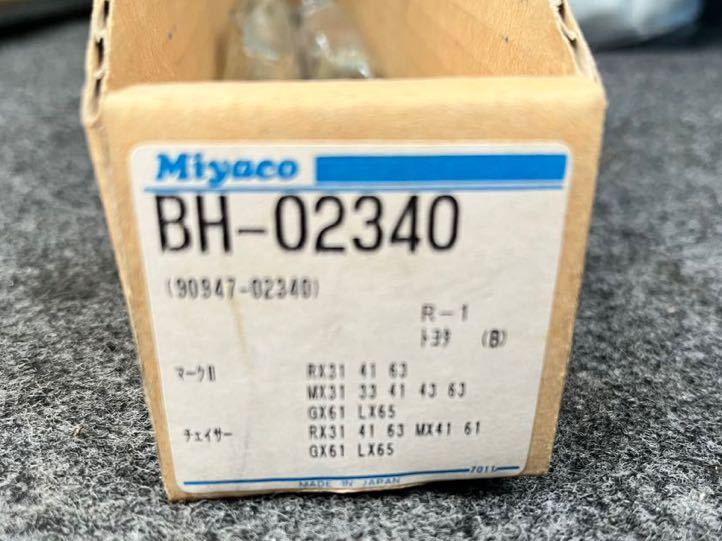 Miyaco
BH-02340
(90947-02340)
R-1
ﾄﾖﾀ (B)
ﾏｰｸⅡ RX31 41 63
MX31 33 41 43 63
GX61 LX65
ﾁｪｲｻｰ RX31 41 63 MX41 61
GX61 LX65
7011
MADE IN JAPAN